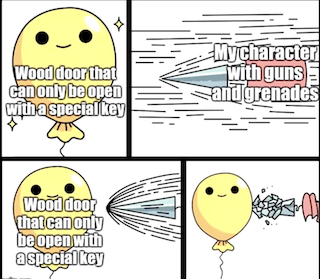 Wood door that
can only be open
with a special key
My character
with guns
and grenades
Wood door
that can only
be open with
a special key